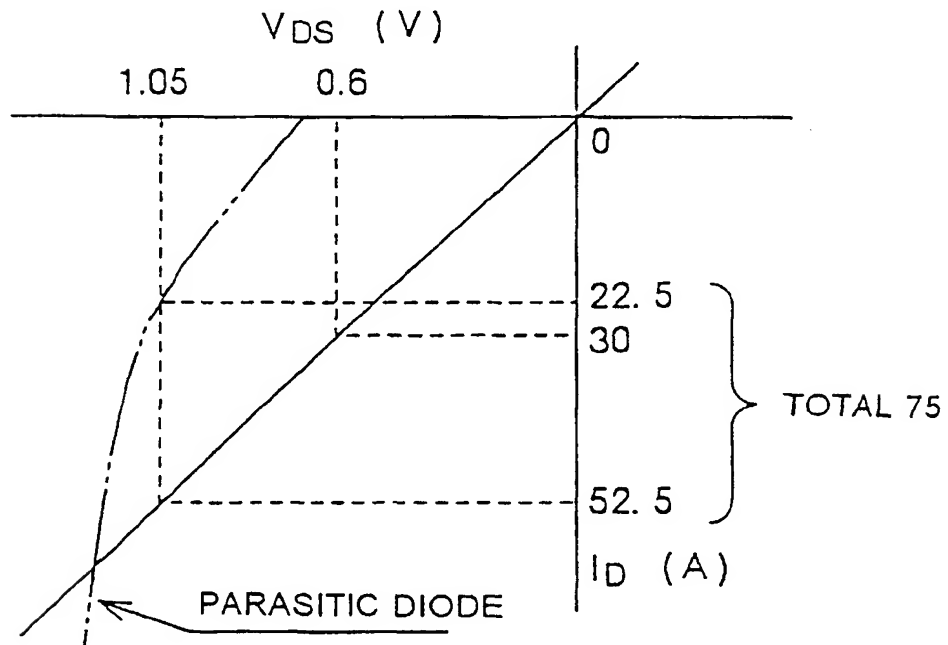 VDS (V)
1.05 0.6
0
22.5
30
TOTAL 75
52.5
ID (A)
PARASITIC DIODE